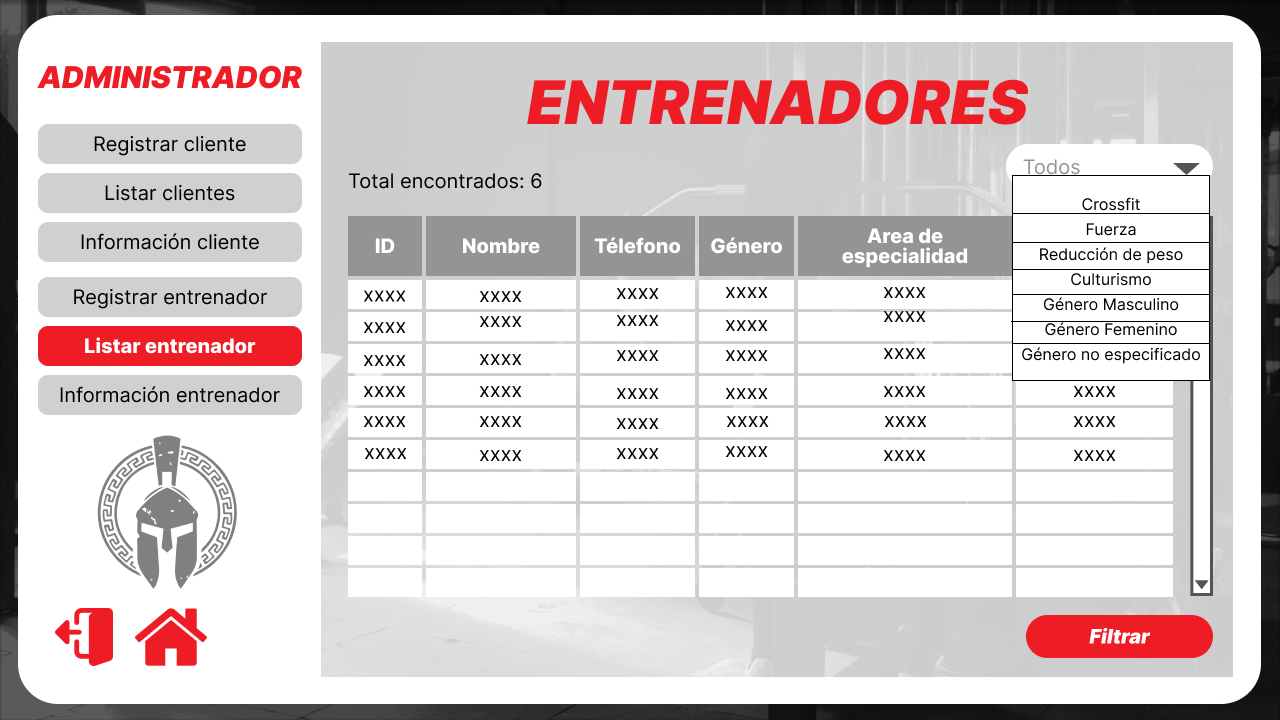 ADMINISTRADOR
Registrar cliente
Listar clientes
Información cliente
Registrar entrenador
Listar entrenador
Información entrenador
ENTRENADORES
Total encontrados: 6
Todos
Crossfit
Fuerza
Reducción de peso
Culturismo
Género Masculino
Género Femenino
Género no especificado
ID Nombre Télefono Género Area de
especialidad
xxxx xxxx xxxx xxxx xxxx
xxxx xxxx xxxx xxxx xxxx
xxxx xxxx xxxx xxxx xxxx
xxxx xxxx xxxx xxxx xxxx xxxx
xxxx xxxx xxxx xxxx xxxx xxxx
xxxx xxxx xxxx xxxx xxxx xxxx
Filtrar